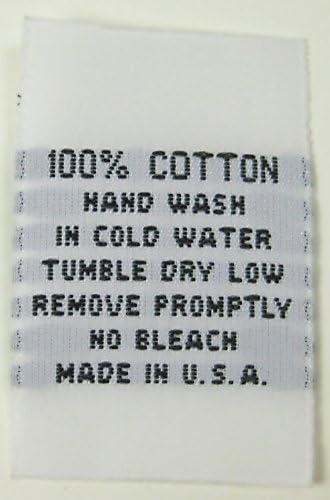 100% COTTON
HAND WASH
IN COLD WATER
TUMBLE DRY LOW
REMOVE PROMPTLY
NO BLEACH
MADE IN U.S.A.